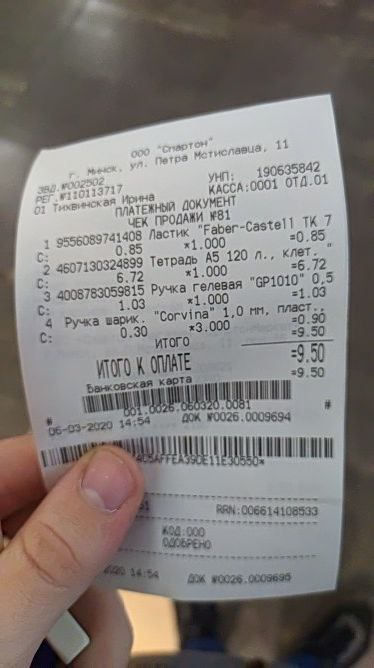 ООО "Спартон"
г. Минск, ул. Петра Мстиславца, 11
ЗВД.№002502 УНП: 190635842
РЕГ.№110113717 КАССА:0001 ОТД.01
01 Тихвинская Ирина
ПЛАТЕЖНЫЙ ДОКУМЕНТ
ЧЕК ПРОДАЖИ №81
1 9556089741408 Ластик "Faber-Castell TK 7
С: 0.85 *1.000 =0.85
2 4607130324899 Тетрадь А5 120 л., клет. "
С: 6.72 *1.000 =6.72
3 4008783059815 Ручка гелевая "GP1010" 0,5
С: 1.03 *1.000 =1.03
4 Ручка шарик. "Corvina" 1,0 мм, пласт..
С: 0.30 *3.000 =0.90
ИТОГО =9.50
ИТОГО К ОПЛАТЕ =9.50
Банковская карта =9.50
001.0026.060320.0081
# #
06-03-2020 14:54 ДОК №0026.0009694
RRN:006614108533
КОД:000
ОДОБРЕНО
2020 14:54 ДОК №0026.0009695